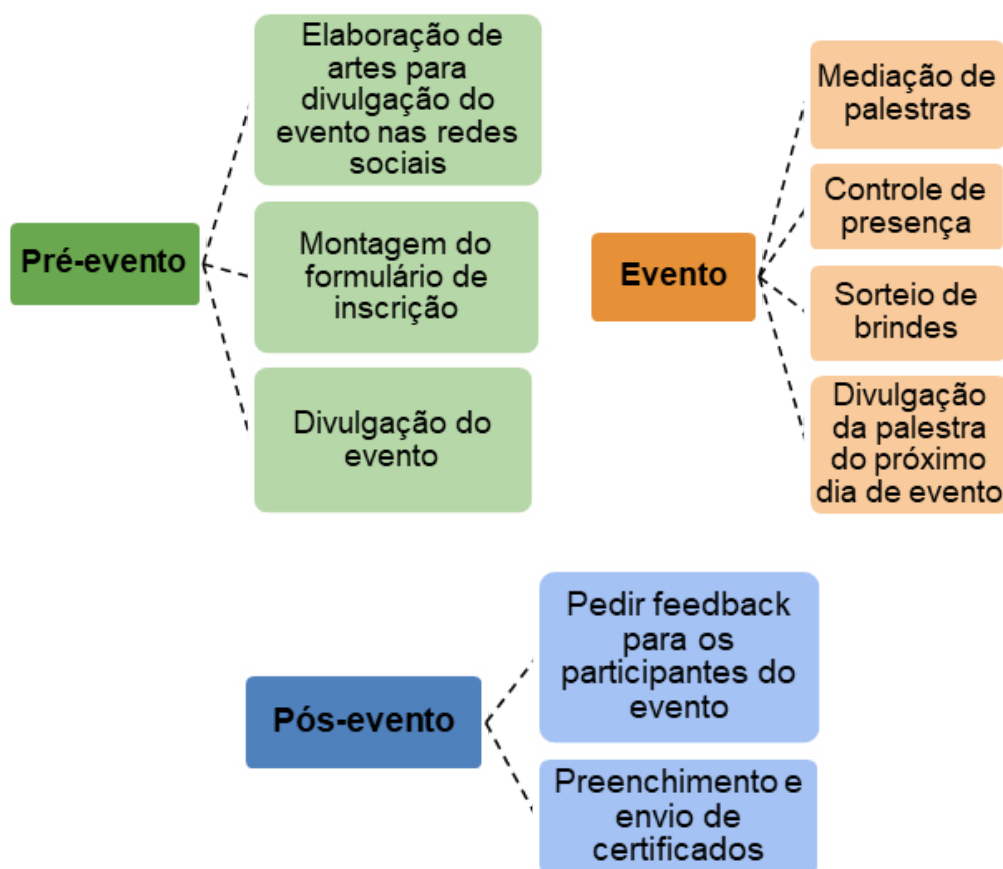 Pré-evento
Elaboração de
artes para
divulgação do
evento nas redes
sociais
Montagem do
formulário de
inscrição
Divulgação do
evento
Evento
Mediação de
palestras
Controle de
presença
Sorteio de
brindes
Divulgação
da palestra
do próximo
dia de evento
Pós-evento
Pedir feedback
para os
participantes do
evento
Preenchimento e
envio de
certificados